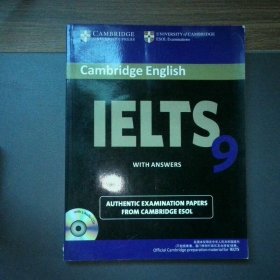 CAMBRIDGE
UNIVERSITY of CAMBRIDGE
ESOL Examinations
Cambridge English
IELTS 9
WITH ANSWERS
AUTHENTIC EXAMINATION PAPERS
FROM CAMBRIDGE ESOL
Official Cambridge preparation material for IELTS